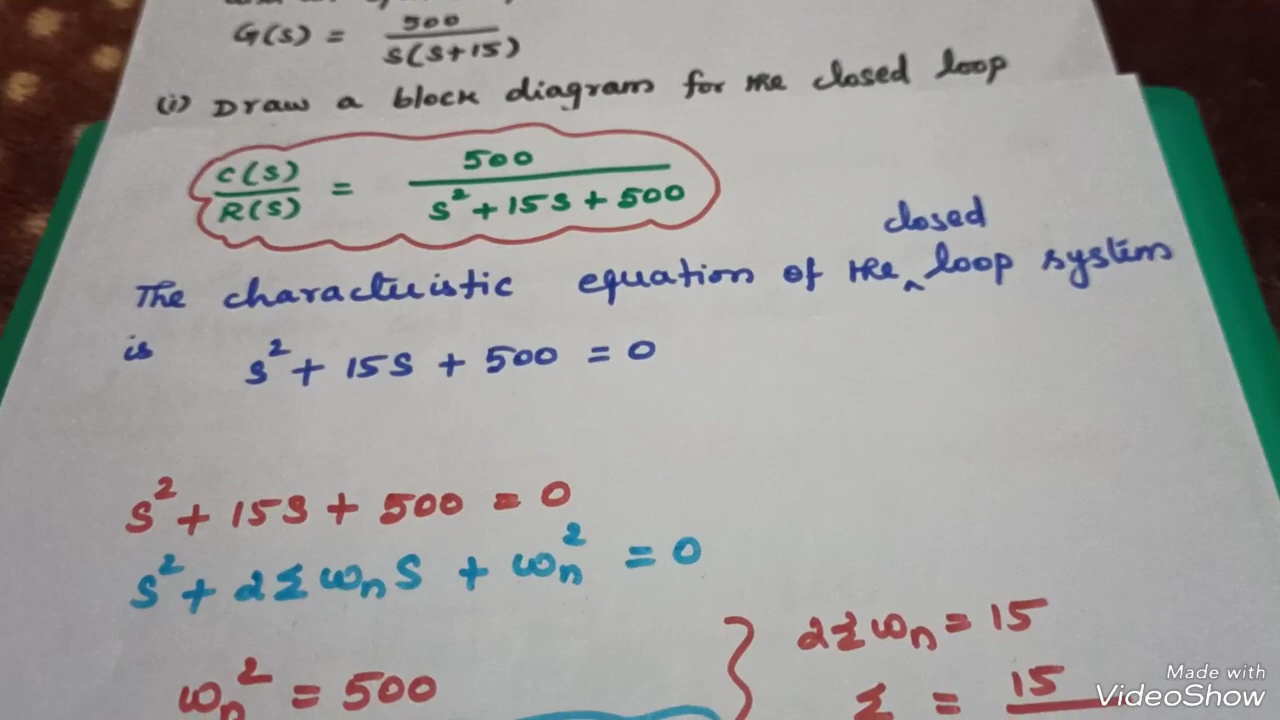 G(s) = 500 / s(s+15)
(i) Draw a block diagram for the closed loop
C(s)/R(s) = 500 / s² + 15s + 500
closed
The characteristic equation of the ‸ loop system
is s² + 15s + 500 = 0
s² + 15s + 500 = 0
s² + 2ξωₙs + ωₙ² = 0
2ξωₙ = 15
ωₙ² = 500
ξ = 15
Made with
VideoShow